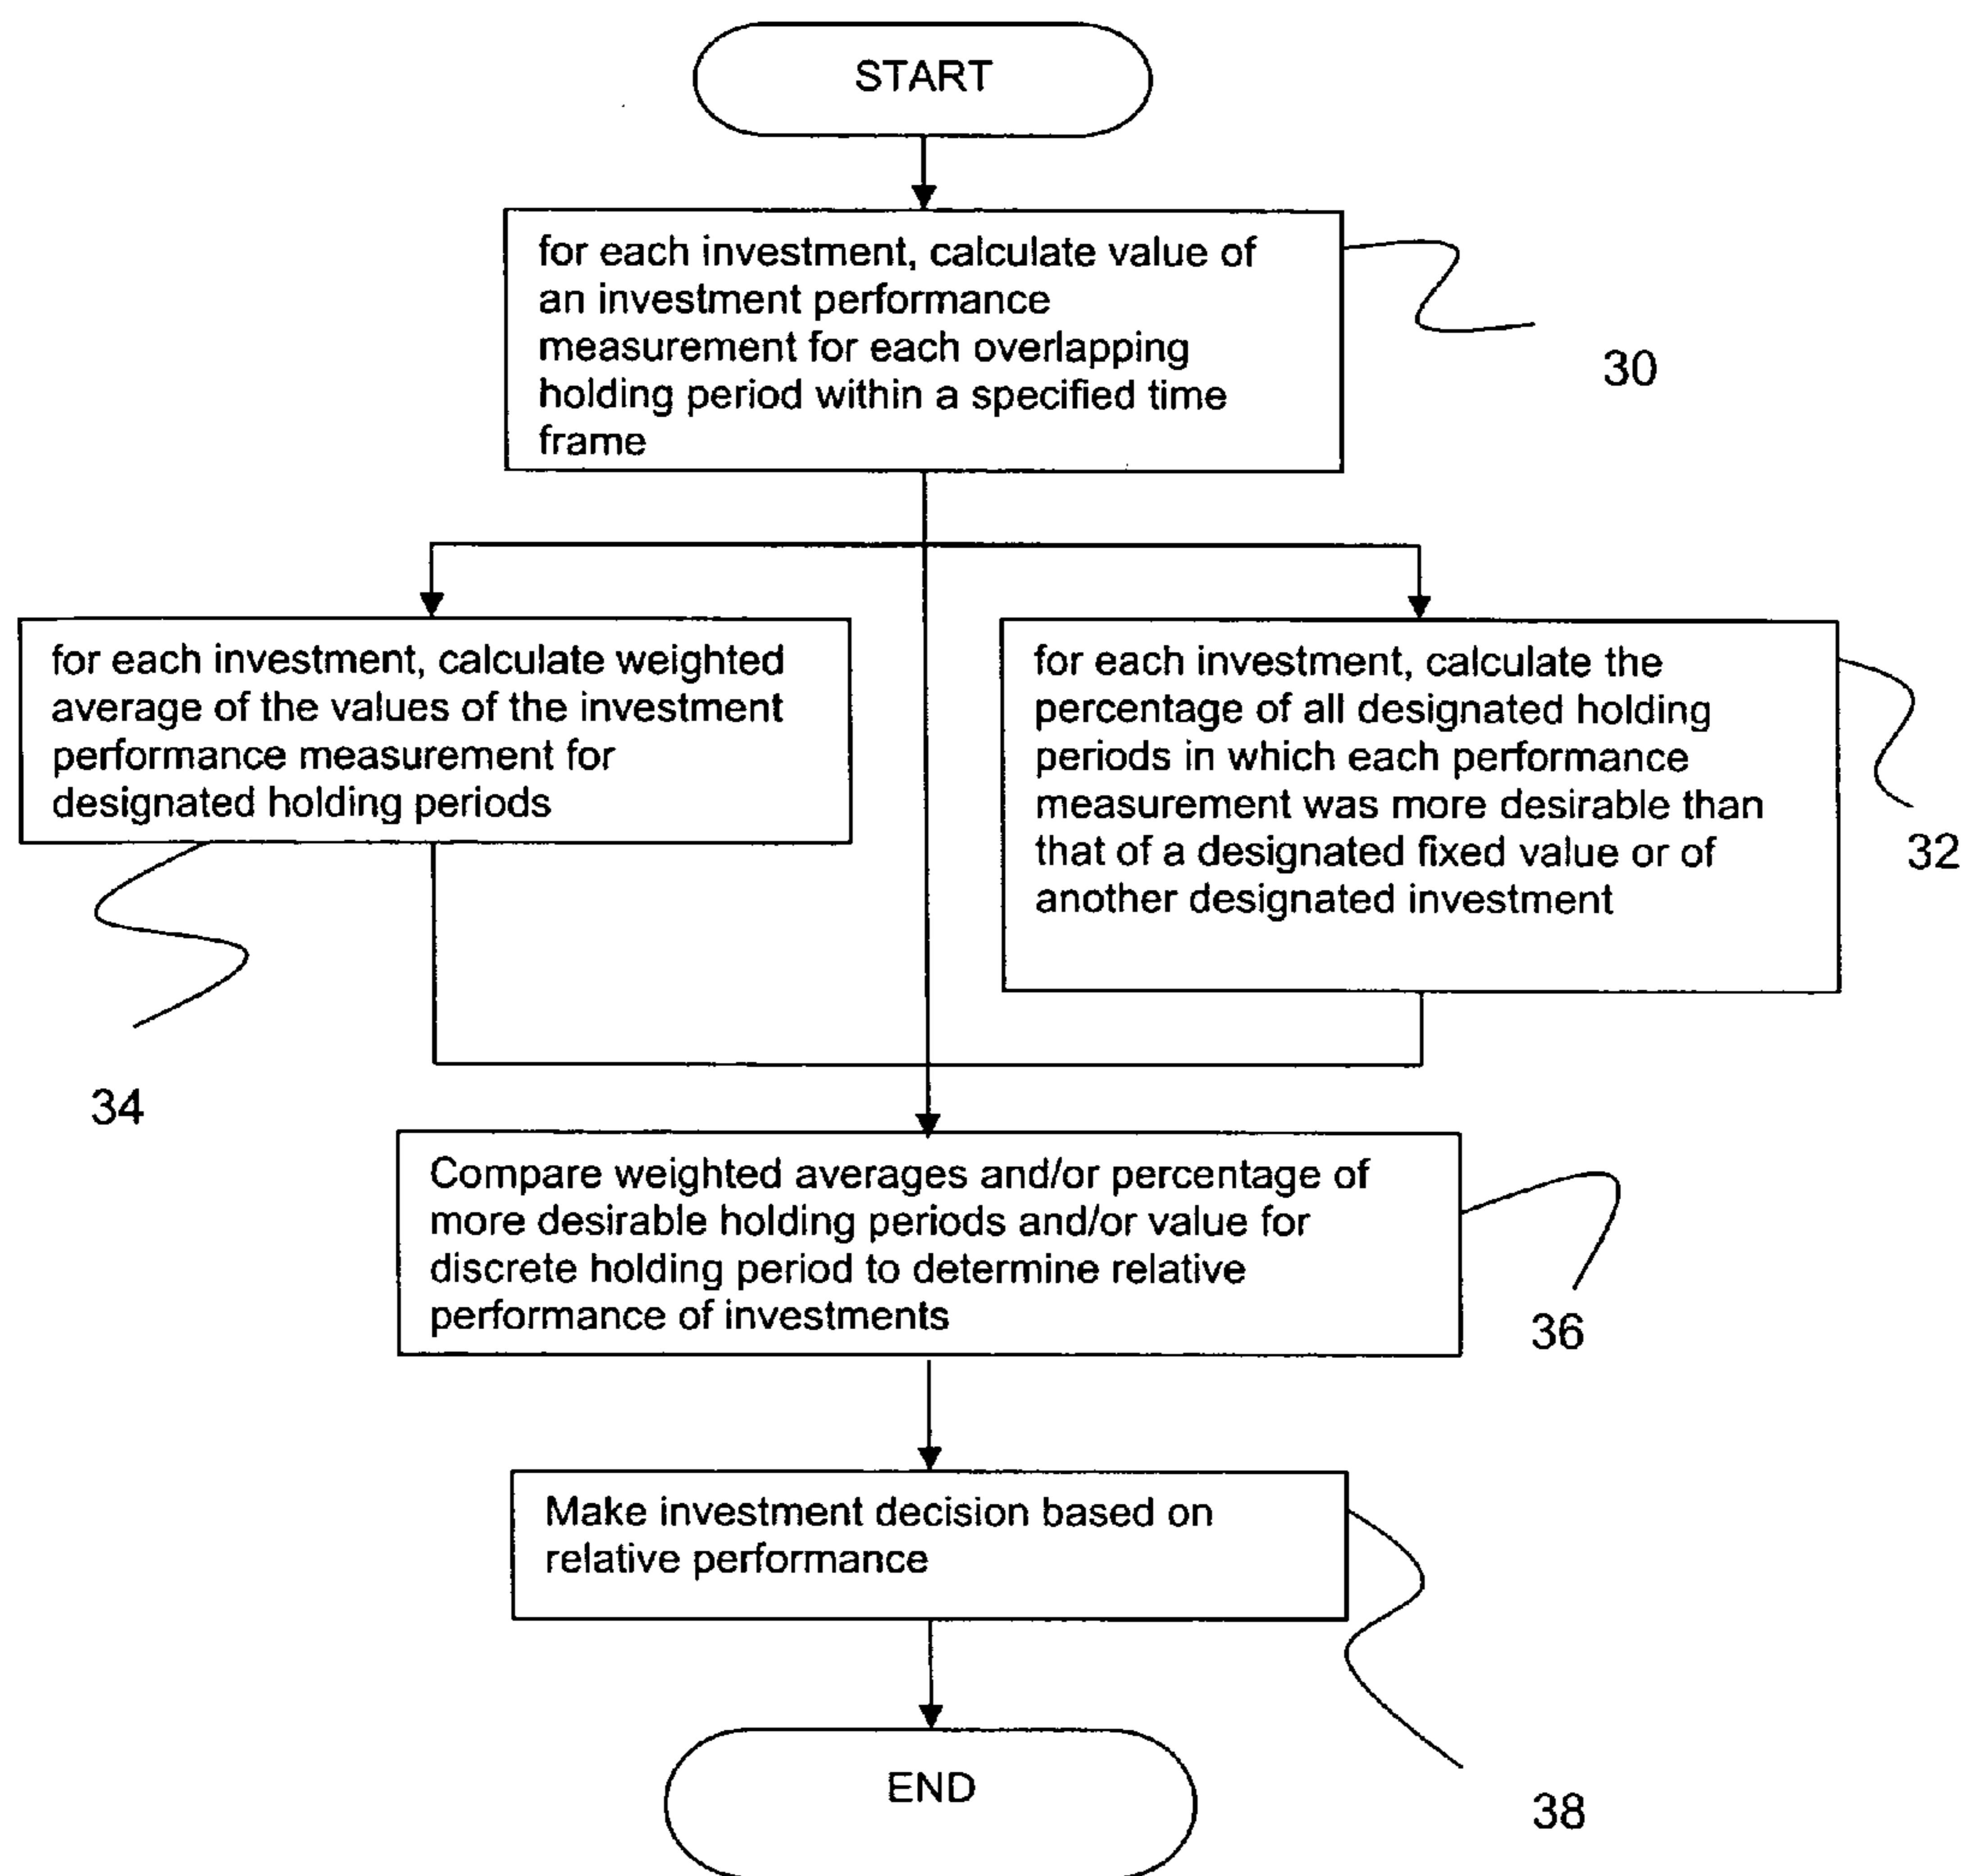 START
for each investment, calculate value of
an investment performance
measurement for each overlapping
holding period within a specified time
frame
30
for each investment, calculate weighted
average of the values of the investment
performance measurement for
designated holding periods
34
for each investment, calculate the
percentage of all designated holding
periods in which each performance
measurement was more desirable than
that of a designated fixed value or of
another designated investment
32
Compare weighted averages and/or percentage of
more desirable holding periods and/or value for
discrete holding period to determine relative
performance of investments
36
Make investment decision based on
relative performance
38
END